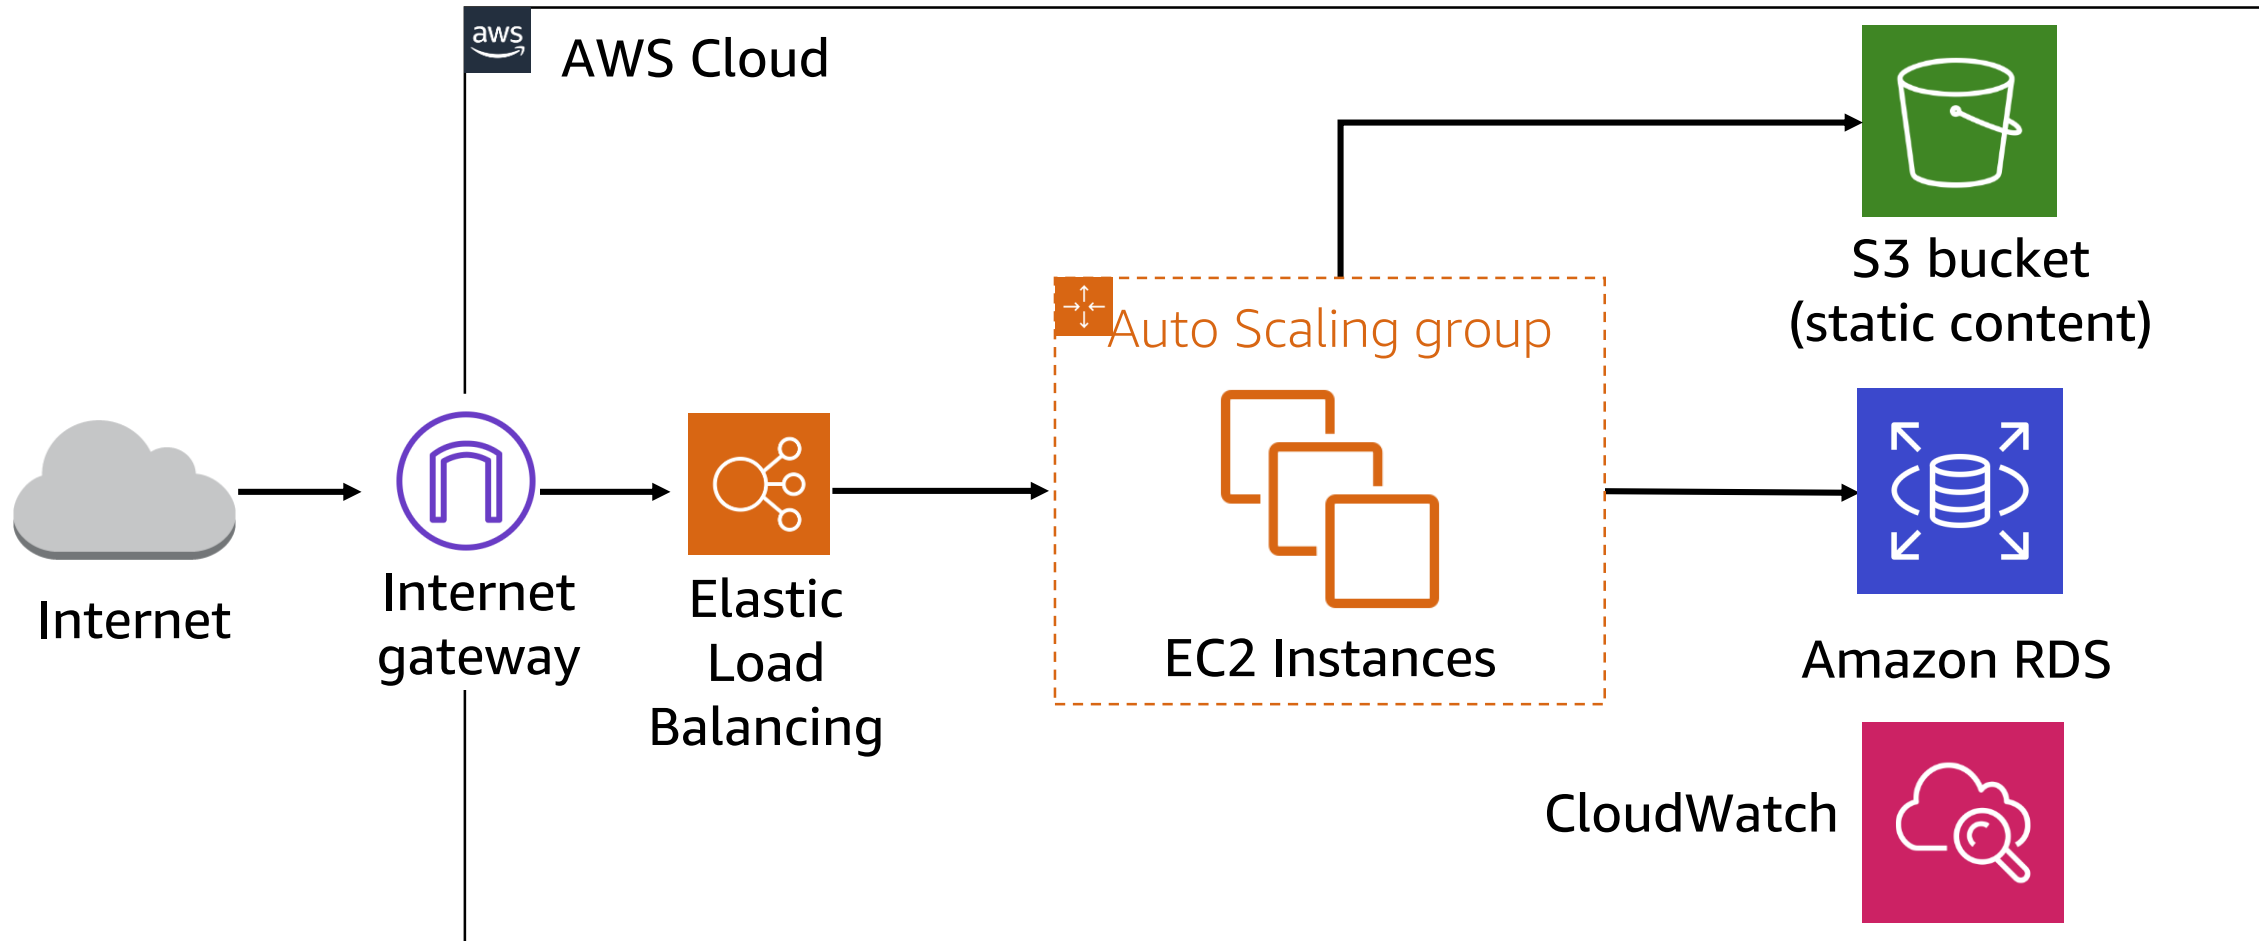 aws
AWS Cloud
S3 bucket
(static content)
Auto Scaling group
Internet
Internet
gateway
Elastic
Load
Balancing
EC2 Instances
Amazon RDS
CloudWatch